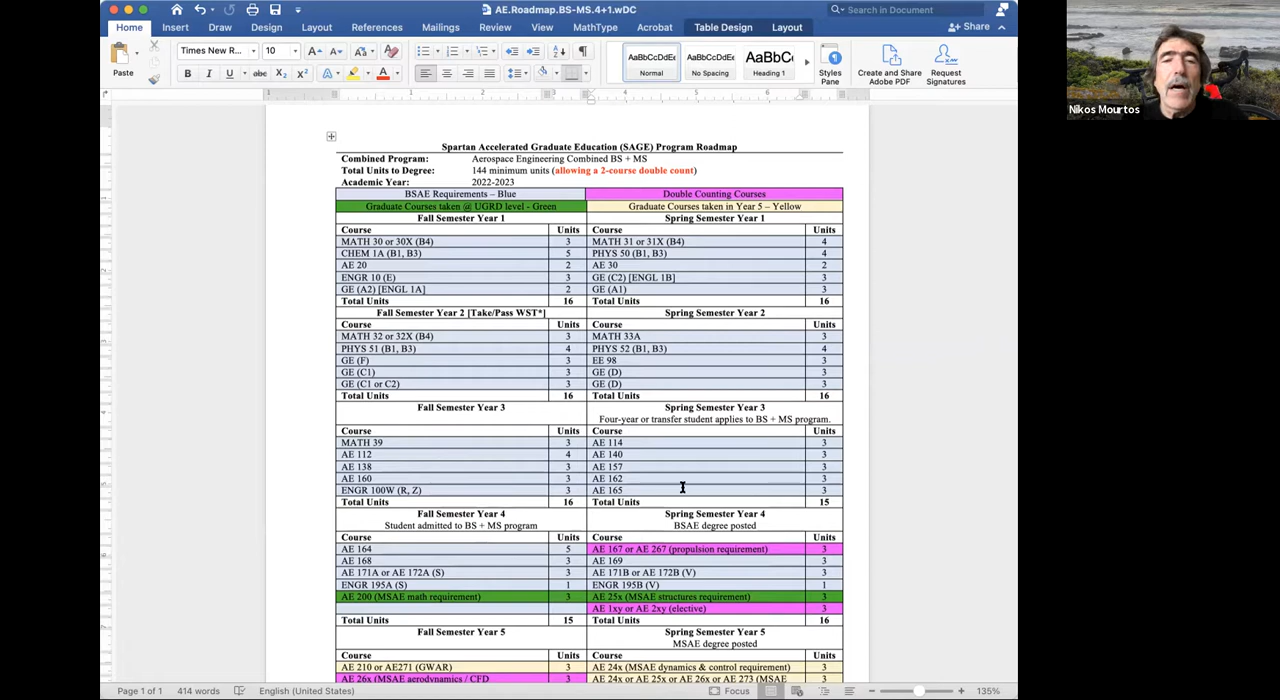 AE.Roadmap.BS-MS.4+1.wDC
Search in Document
Home Insert Draw Design Layout References Mailings Review View MathType Acrobat Table Design Layout
Share
Paste
Times New R... 10
AaBbCcDdEe AaBbCcDdEe AaBbC
Normal No Spacing Heading 1
Styles Pane
Create and Share Adobe PDF
Request Signatures
Nikos Mourtos
Spartan Accelerated Graduate Education (SAGE) Program Roadmap
Combined Program: Aerospace Engineering Combined BS + MS
Total Units to Degree: 144 minimum units (allowing a 2-course double count)
Academic Year: 2022-2023
BSAE Requirements – Blue Double Counting Courses
Graduate Courses taken @ UGRD level - Green Graduate Courses taken in Year 5 – Yellow
Fall Semester Year 1 Spring Semester Year 1
Course Units Course Units
MATH 30 or 30X (B4) 3 MATH 31 or 31X (B4) 4
CHEM 1A (B1, B3) 5 PHYS 50 (B1, B3) 4
AE 20 2 AE 30 2
ENGR 10 (E) 3 GE (C2) [ENGL 1B] 3
GE (A2) [ENGL 1A] 2 GE (A1) 3
Total Units 16 Total Units 16
Fall Semester Year 2 [Take/Pass WST*] Spring Semester Year 2
Course Units Course Units
MATH 32 or 32X (B4) 3 MATH 33A 3
PHYS 51 (B1, B3) 4 PHYS 52 (B1, B3) 4
GE (F) 3 EE 98 3
GE (C1) 3 GE (D) 3
GE (C1 or C2) 3 GE (D) 3
Total Units 16 Total Units 16
Fall Semester Year 3 Spring Semester Year 3
Four-year or transfer student applies to BS + MS program.
Course Units Course Units
MATH 39 3 AE 114 3
AE 112 4 AE 140 3
AE 138 3 AE 157 3
AE 160 3 AE 162 3
ENGR 100W (R, Z) 3 AE 165 3
Total Units 16 Total Units 15
Fall Semester Year 4 Spring Semester Year 4
Student admitted to BS + MS program BSAE degree posted
Course Units Course Units
AE 164 5 AE 167 or AE 267 (propulsion requirement) 3
AE 168 3 AE 169 3
AE 171A or AE 172A (S) 3 AE 171B or AE 172B (V) 3
ENGR 195A (S) 1 ENGR 195B (V) 1
AE 200 (MSAE math requirement) 3 AE 25x (MSAE structures requirement) 3
AE 1xy or AE 2xy (elective) 3
Total Units 15 Total Units 16
Fall Semester Year 5 Spring Semester Year 5
MSAE degree posted
Course Units Course Units
AE 210 or AE271 (GWAR) 3 AE 24x (MSAE dynamics & control requirement) 3
AE 26x (MSAE aerodynamics / CFD 3 AE 24x or AE 25x or AE 26x or AE 273 (MSAE 3
Page 1 of 1 414 words English (United States) Focus 135%